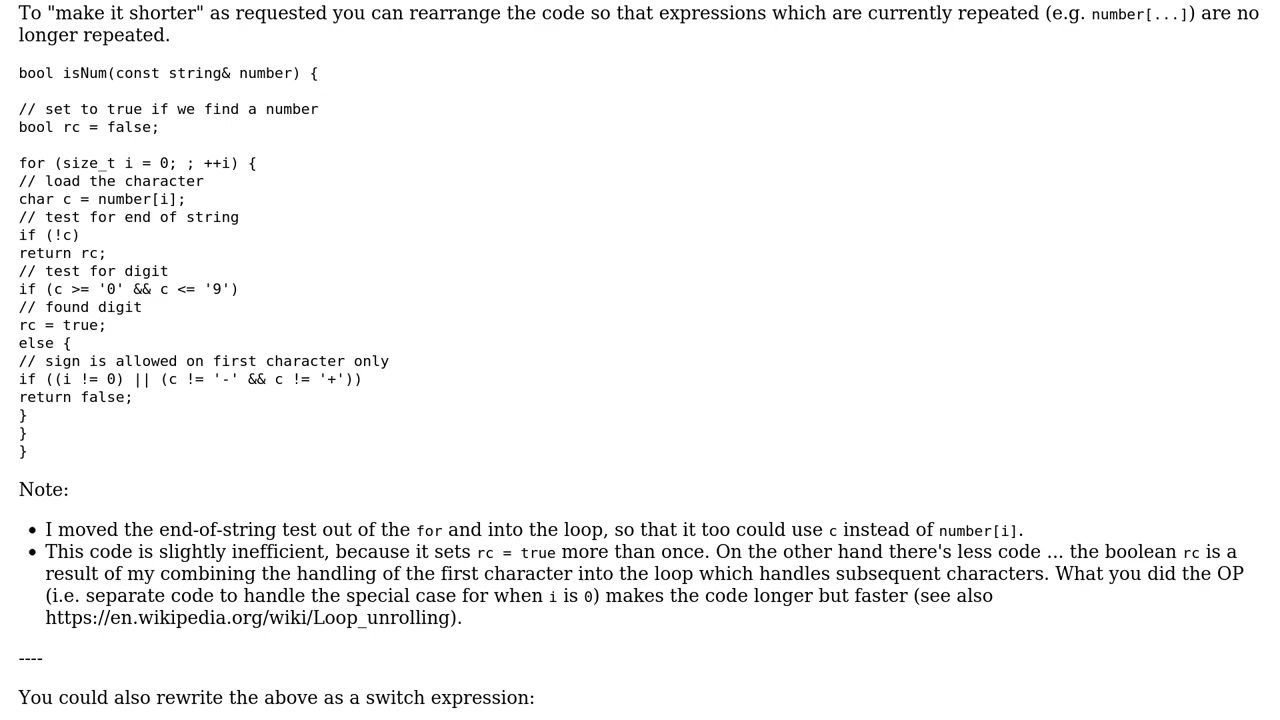 To "make it shorter" as requested you can rearrange the code so that expressions which are currently repeated (e.g. number[...]) are no
longer repeated.
bool isNum(const string& number) {
// set to true if we find a number
bool rc = false;
for (size_t i = 0; ; ++i) {
// load the character
char c = number[i];
// test for end of string
if (!c)
return rc;
// test for digit
if (c >= '0' && c <= '9')
// found digit
rc = true;
else {
// sign is allowed on first character only
if ((i != 0) || (c != '-' && c != '+'))
return false;
}
}
}
Note:
• I moved the end-of-string test out of the for and into the loop, so that it too could use c instead of number[i].
• This code is slightly inefficient, because it sets rc = true more than once. On the other hand there's less code ... the boolean rc is a
result of my combining the handling of the first character into the loop which handles subsequent characters. What you did the OP
(i.e. separate code to handle the special case for when i is 0) makes the code longer but faster (see also
https://en.wikipedia.org/wiki/Loop_unrolling).
----
You could also rewrite the above as a switch expression: